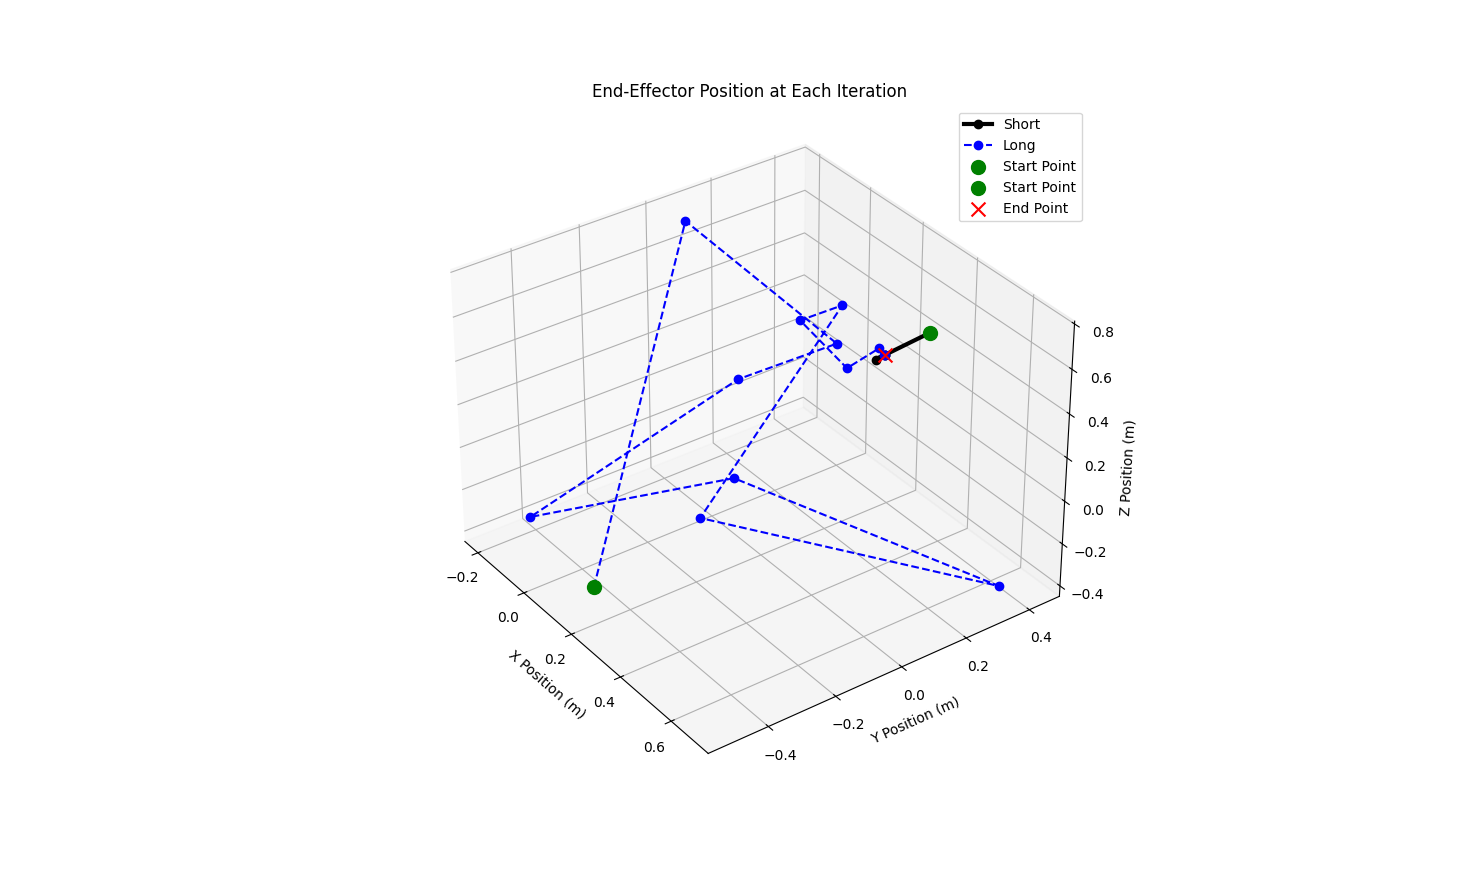 End-Effector Position at Each Iteration
Short
Long
Start Point
Start Point
End Point
0.8
0.6
0.4
0.2
0.0
−0.2
−0.4
Z Position (m)
−0.2
0.0
0.2
0.4
0.6
X Position (m)
0.4
0.2
0.0
−0.2
−0.4
Y Position (m)